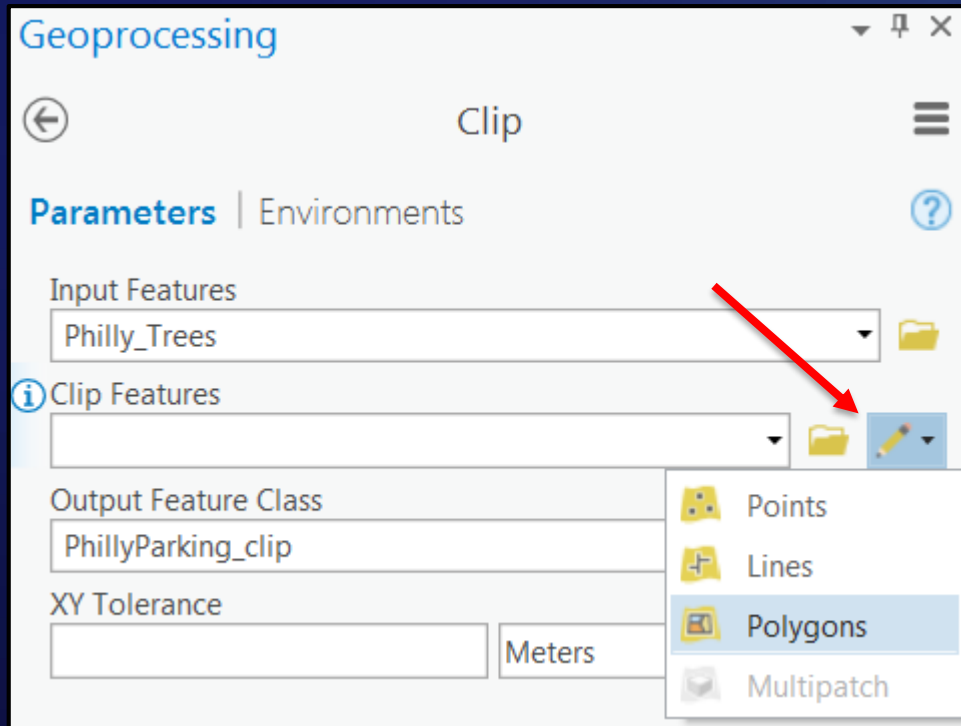 Geoprocessing
Clip
Parameters | Environments
Input Features
Philly_Trees
Clip Features
Output Feature Class
PhillyParking_clip
XY Tolerance
Meters
Points
Lines
Polygons
Multipatch